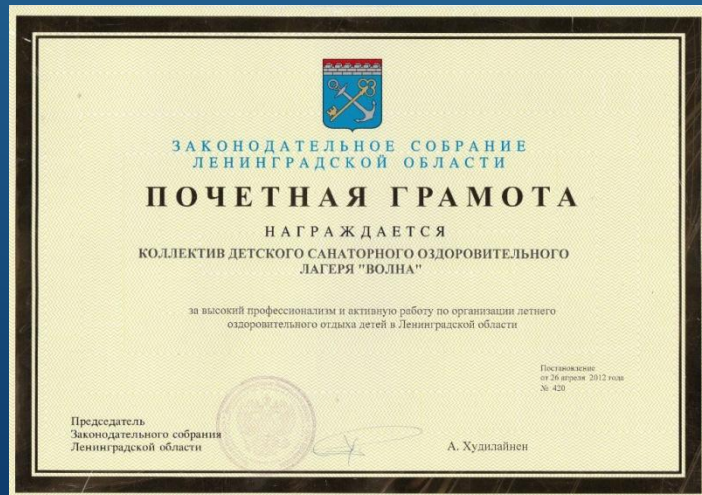 ЗАКОНОДАТЕЛЬНОЕ СОБРАНИЕ
ЛЕНИНГРАДСКОЙ ОБЛАСТИ
ПОЧЕТНАЯ ГРАМОТА
НАГРАЖДАЕТСЯ
КОЛЛЕКТИВ ДЕТСКОГО САНАТОРНОГО ОЗДОРОВИТЕЛЬНОГО
ЛАГЕРЯ "ВОЛНА"
за высокий профессионализм и активную работу по организации летнего
оздоровительного отдыха детей в Ленинградской области
Постановление
от 26 апреля 2012 года
№ 420
Председатель
Законодательного собрания
Ленинградской области
А. Худилайнен